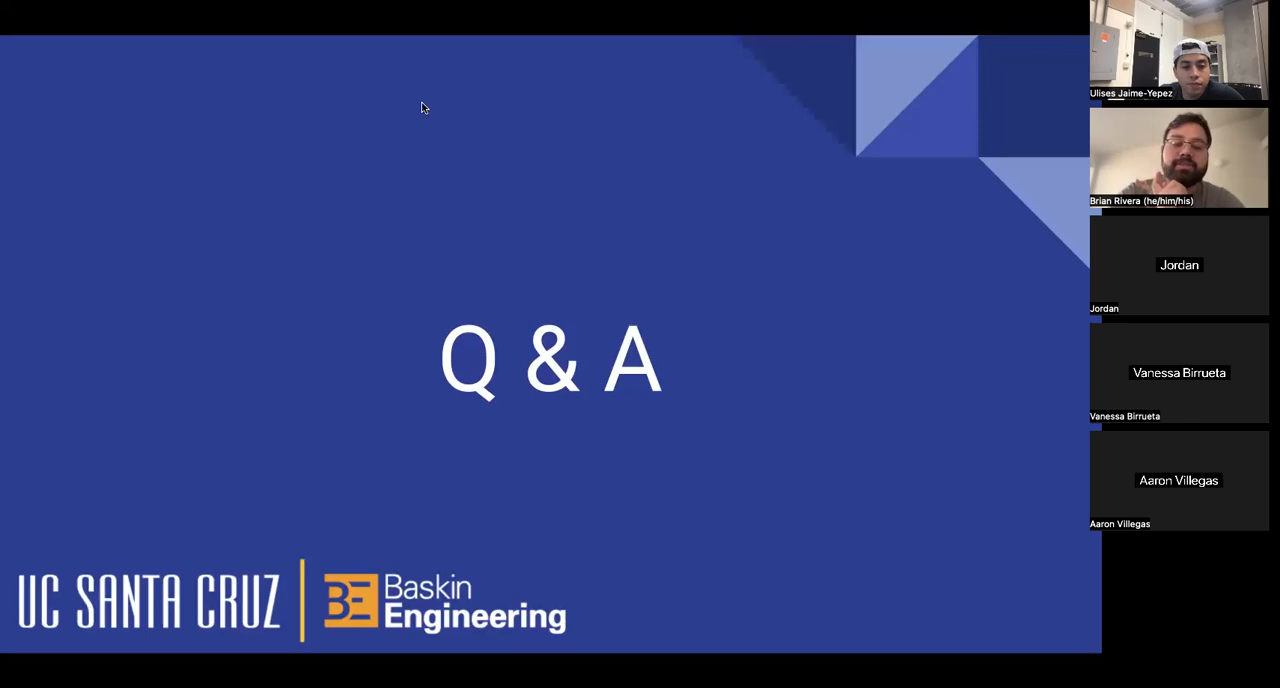 Q & A
UC SANTA CRUZ
BE Baskin
Engineering
Ulises Jaime-Yepez
Brian Rivera (he/him/his)
Jordan
Jordan
Vanessa Birrueta
Vanessa Birrueta
Aaron Villegas
Aaron Villegas